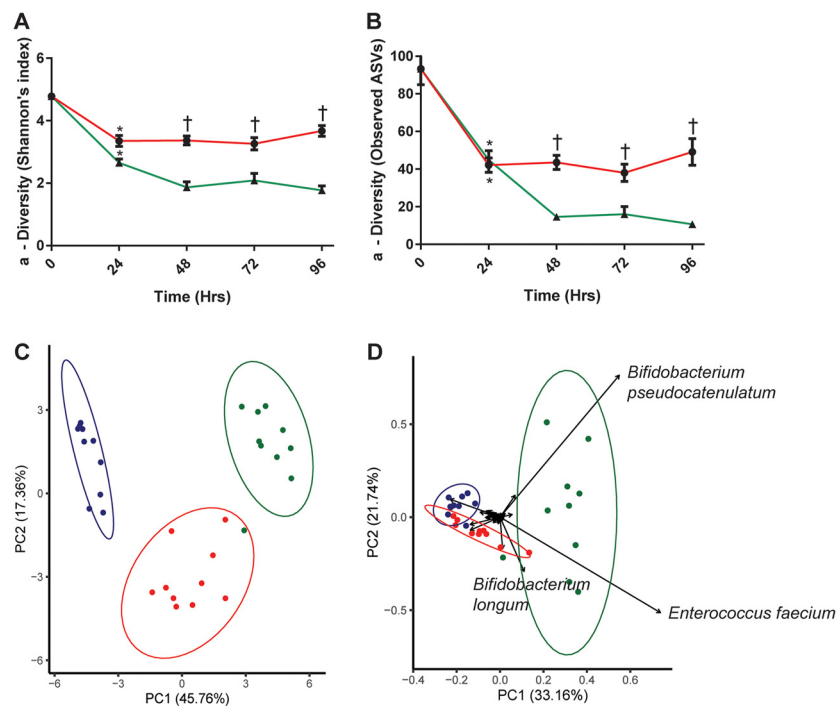 A
a - Diversity (Shannon's index)
6
4
2
0
*
*
†
†
†
0
24
48
72
96
Time (Hrs)
B
a - Diversity (Observed ASVs)
100
80
60
40
20
0
*
*
†
†
†
0
24
48
72
96
Time (Hrs)
C
PC2 (17.36%)
3
0
−3
−6
−6
−3
0
3
6
PC1 (45.76%)
D
PC2 (21.74%)
0.5
0.0
−0.5
Bifidobacterium
pseudocatenulatum
Bifidobacterium
longum
Enterococcus faecium
−0.4
−0.2
0.0
0.2
0.4
0.6
PC1 (33.16%)